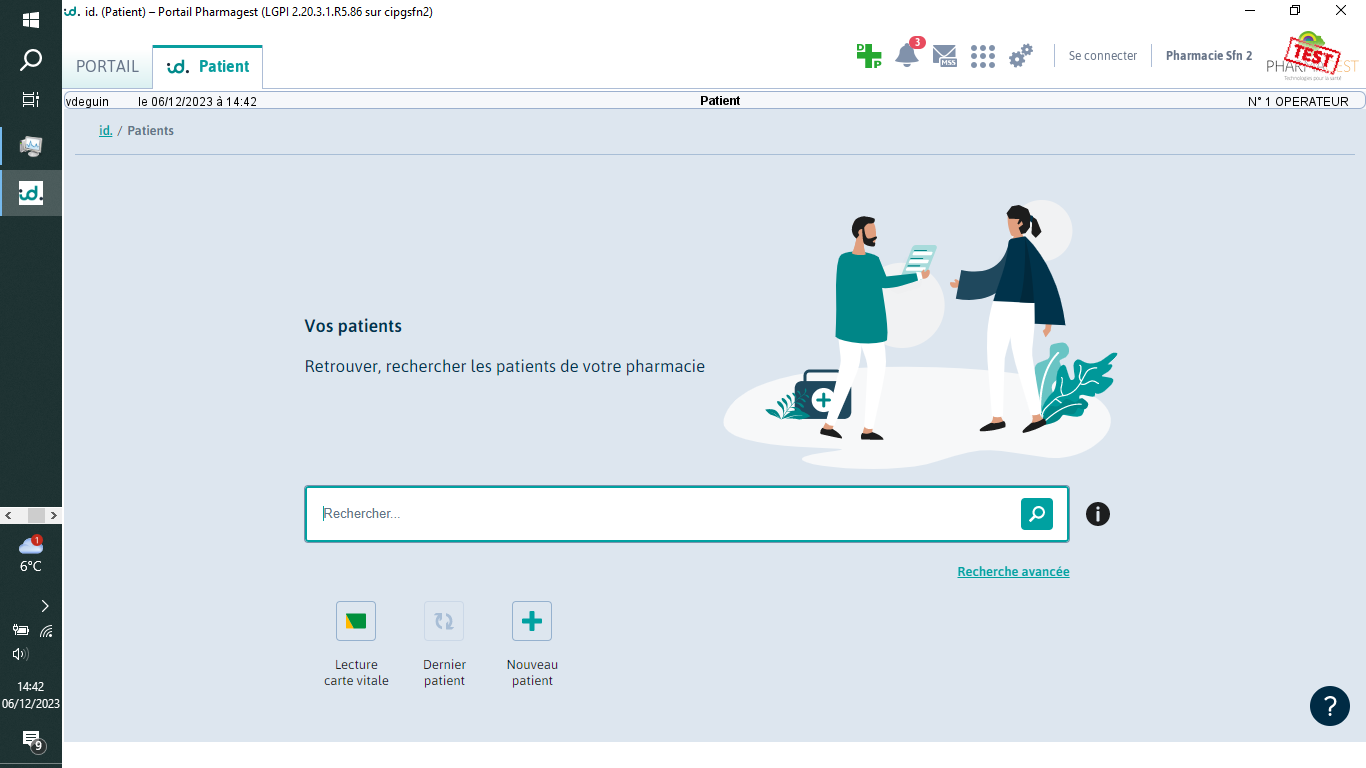 id. id. (Patient) – Portail Pharmagest (LGPI 2.20.3.1.R5.86 sur cipgsfn2)
PORTAIL
id. Patient
D P
3
MSS
Se connecter
Pharmacie Sfn 2
TEST
Technologies pour la santé
vdeguin le 06/12/2023 à 14:42
Patient
N° 1 OPERATEUR
id. / Patients
id.
Vos patients
Retrouver, rechercher les patients de votre pharmacie
Rechercher...
i
Recherche avancée
Lecture
carte vitale
Dernier
patient
Nouveau
patient
?
1
6°C
14:42
06/12/2023
9